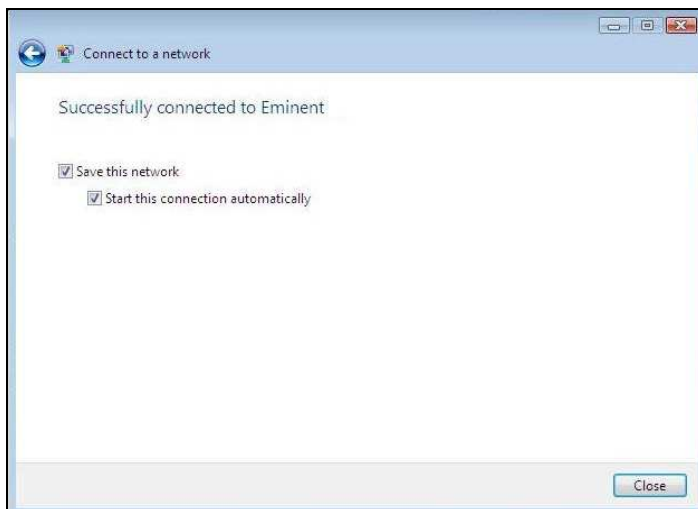 Connect to a network
Successfully connected to Eminent
Save this network
Start this connection automatically
Close